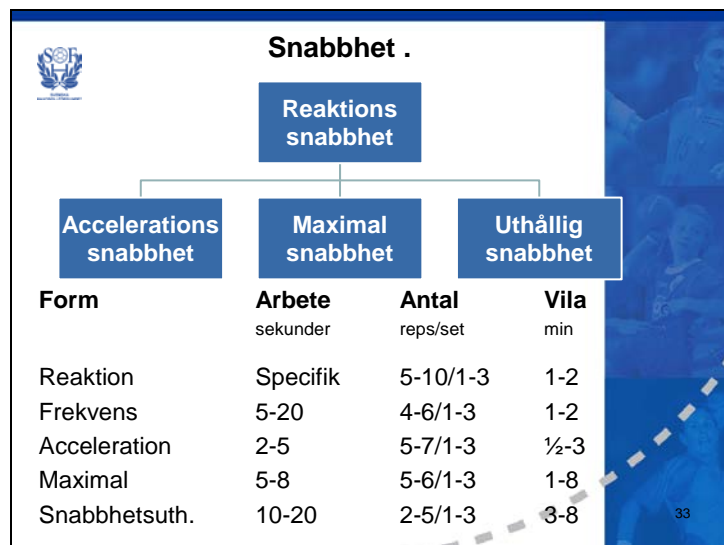 Snabbhet .
Reaktions
snabbhet
Accelerations
snabbhet
Maximal
snabbhet
Uthållig
snabbhet
Form Arbete Antal Vila
sekunder reps/set min
Reaktion Specifik 5-10/1-3 1-2
Frekvens 5-20 4-6/1-3 1-2
Acceleration 2-5 5-7/1-3 ½-3
Maximal 5-8 5-6/1-3 1-8
Snabbhetsuth. 10-20 2-5/1-3 3-8
33